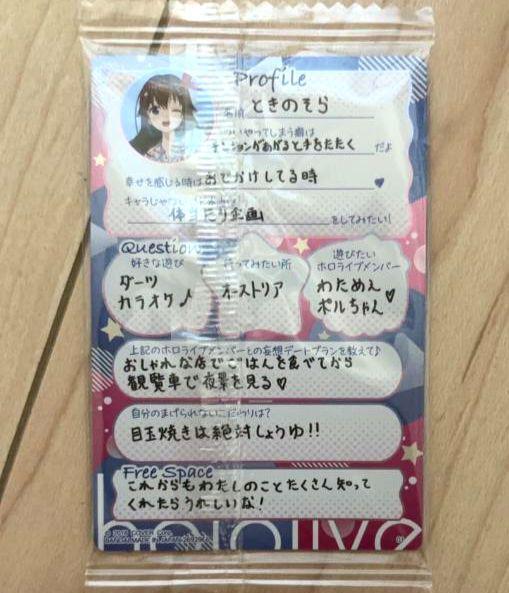 Profile
名前 ときのそら
ついやってしまう癖は
テンションがあがると手をたたく だよ
幸せを感じる時は おでかけしてる時 ♥
キャラじゃないけど
体当たり企画 をしてみたい!
Question
好きな遊び
ダーツ
カラオケ♪
行ってみたい所
オーストリア
遊びたい
ホロライブメンバー
わためぇ
ポルちゃん♥
上記のホロライブメンバーとの妄想デートプランを教えて♪
おしゃれな店でごはんを食べてから
観覧車で夜景を見る♥
自分のまげられないこだわりは?
目玉焼きは絶対しょうゆ!!
Free Space
これからもわたしのことたくさん知って
くれたらうれしいな!
hololive
© 2016 COVER Corp.
BANDAI MADE IN JAPAN
01